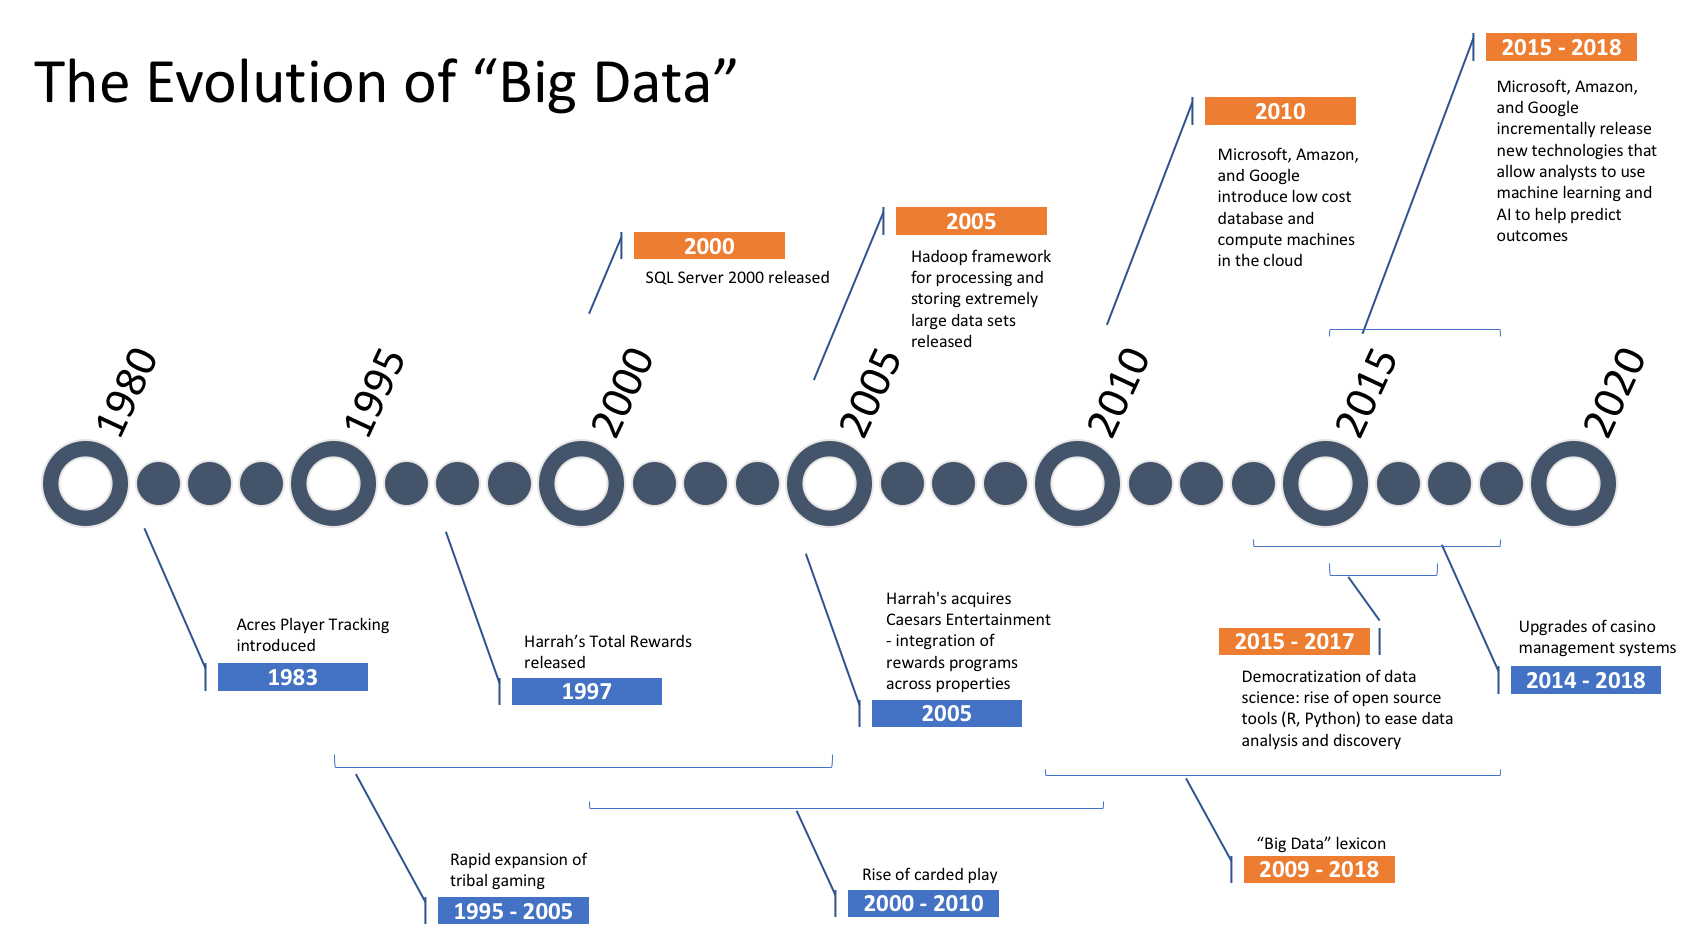 The Evolution of “Big Data”
2015 - 2018
Microsoft, Amazon,
and Google
incrementally release
new technologies that
allow analysts to use
machine learning and
AI to help predict
outcomes
2010
Microsoft, Amazon,
and Google
introduce low cost
database and
compute machines
in the cloud
2005
Hadoop framework
for processing and
storing extremely
large data sets
released
2000
SQL Server 2000 released
1980
1995
2000
2005
2010
2015
2020
Acres Player Tracking
introduced
1983
Harrah’s Total Rewards
released
1997
Harrah's acquires
Caesars Entertainment
- integration of
rewards programs
across properties
2005
2015 - 2017
Democratization of data
science: rise of open source
tools (R, Python) to ease data
analysis and discovery
Upgrades of casino
management systems
2014 - 2018
Rapid expansion of
tribal gaming
1995 - 2005
Rise of carded play
2000 - 2010
“Big Data” lexicon
2009 - 2018